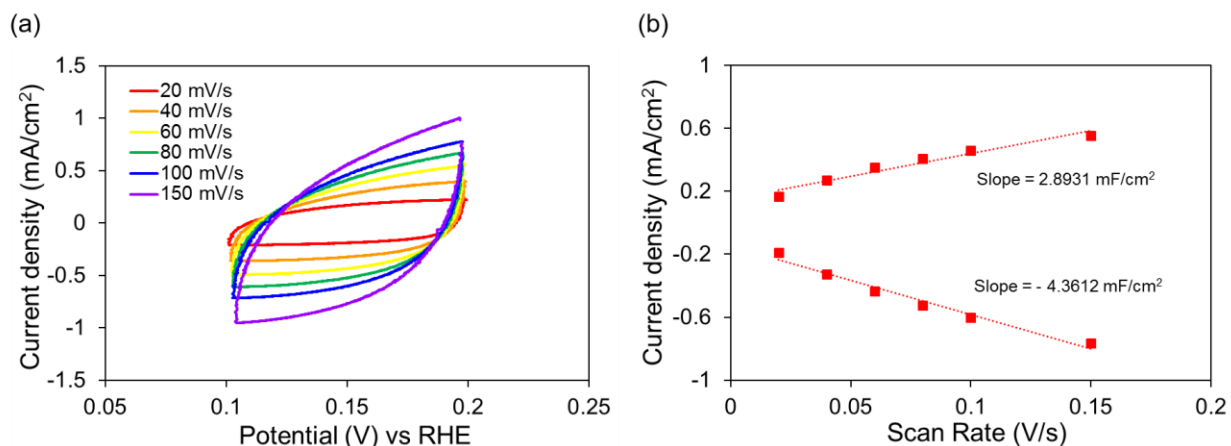 (a)
1.5
1
0.5
0
-0.5
-1
-1.5
Current density (mA/cm²)
20 mV/s
40 mV/s
60 mV/s
80 mV/s
100 mV/s
150 mV/s
0.05
0.1
0.15
0.2
0.25
Potential (V) vs RHE
(b)
1
0.6
0.2
-0.2
-0.6
-1
Current density (mA/cm²)
Slope = 2.8931 mF/cm²
Slope = - 4.3612 mF/cm²
0
0.05
0.1
0.15
0.2
Scan Rate (V/s)